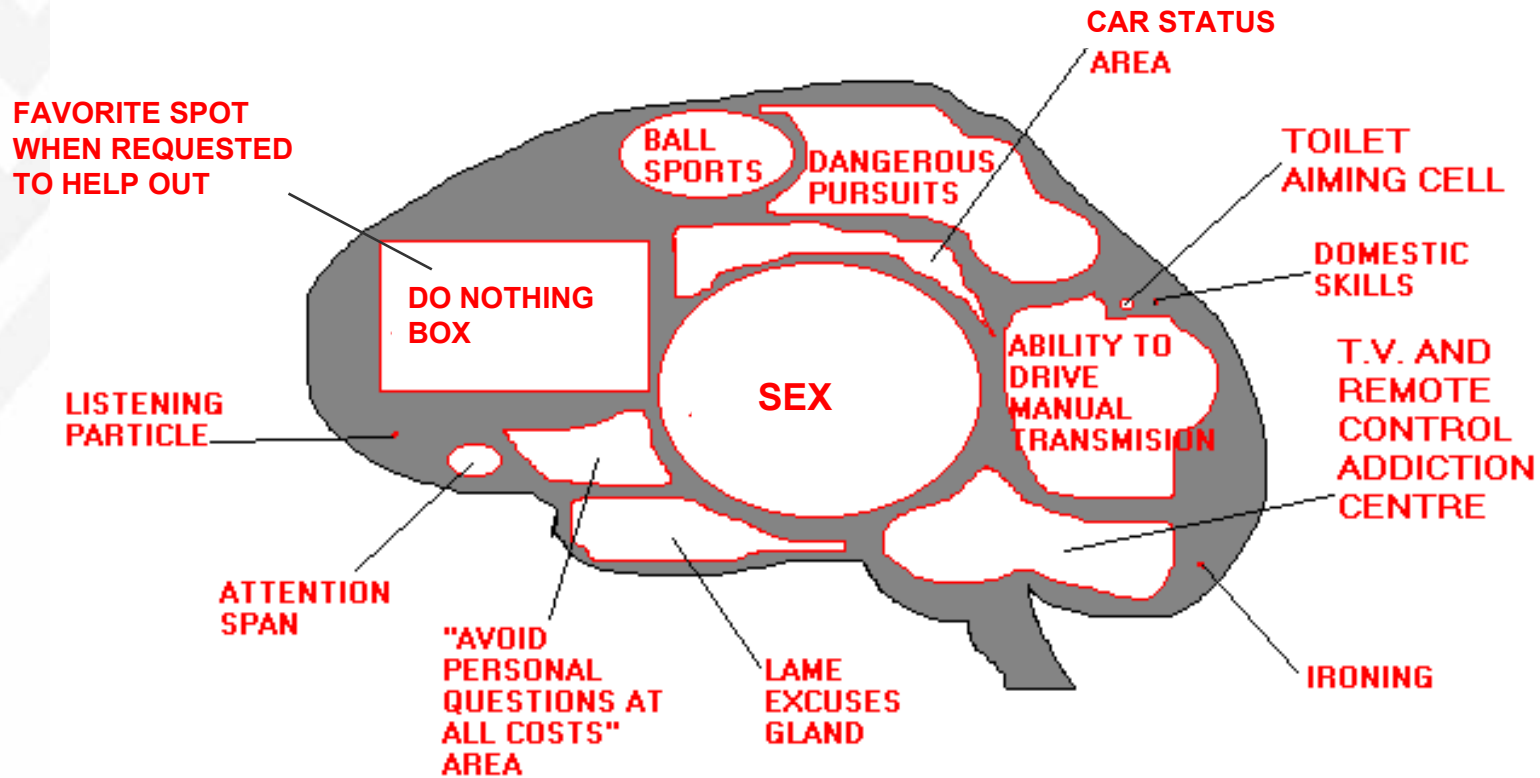 CAR STATUS
AREA
FAVORITE SPOT
WHEN REQUESTED
TO HELP OUT
BALL
SPORTS
DANGEROUS
PURSUITS
TOILET
AIMING CELL
DOMESTIC
SKILLS
DO NOTHING
BOX
SEX
ABILITY TO
DRIVE
MANUAL
TRANSMISION
T.V. AND
REMOTE
CONTROL
ADDICTION
CENTRE
LISTENING
PARTICLE
ATTENTION
SPAN
"AVOID
PERSONAL
QUESTIONS AT
ALL COSTS"
AREA
LAME
EXCUSES
GLAND
IRONING